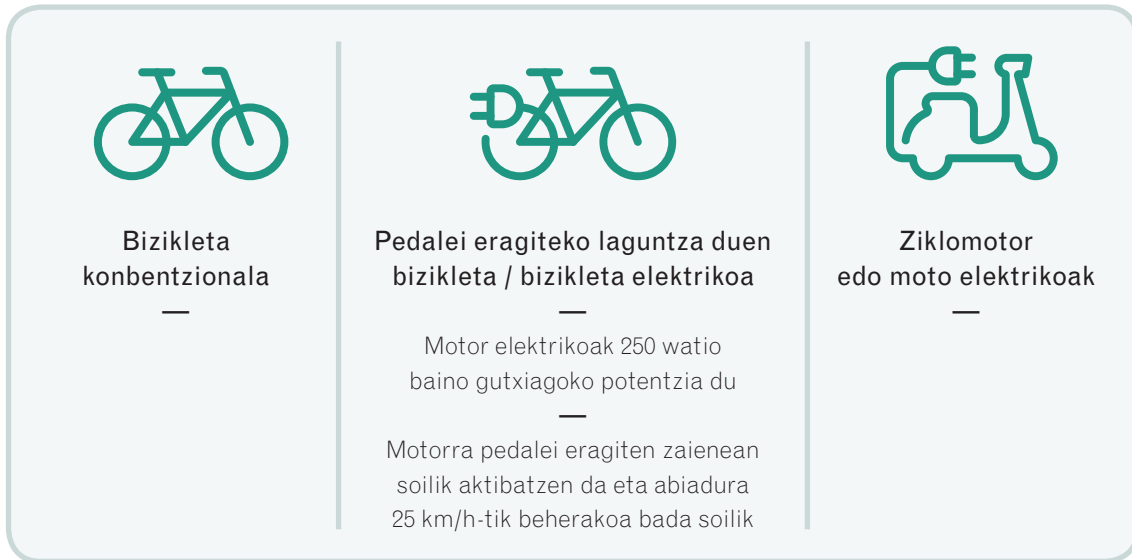 Bizikleta
konbentzionala
—
Pedalei eragiteko laguntza duen
bizikleta / bizikleta elektrikoa
—
Motor elektrikoak 250 watio
baino gutxiagoko potentzia du
—
Motorra pedalei eragiten zaienean
soilik aktibatzen da eta abiadura
25 km/h-tik beherakoa bada soilik
Ziklomotor
edo moto elektrikoak
—